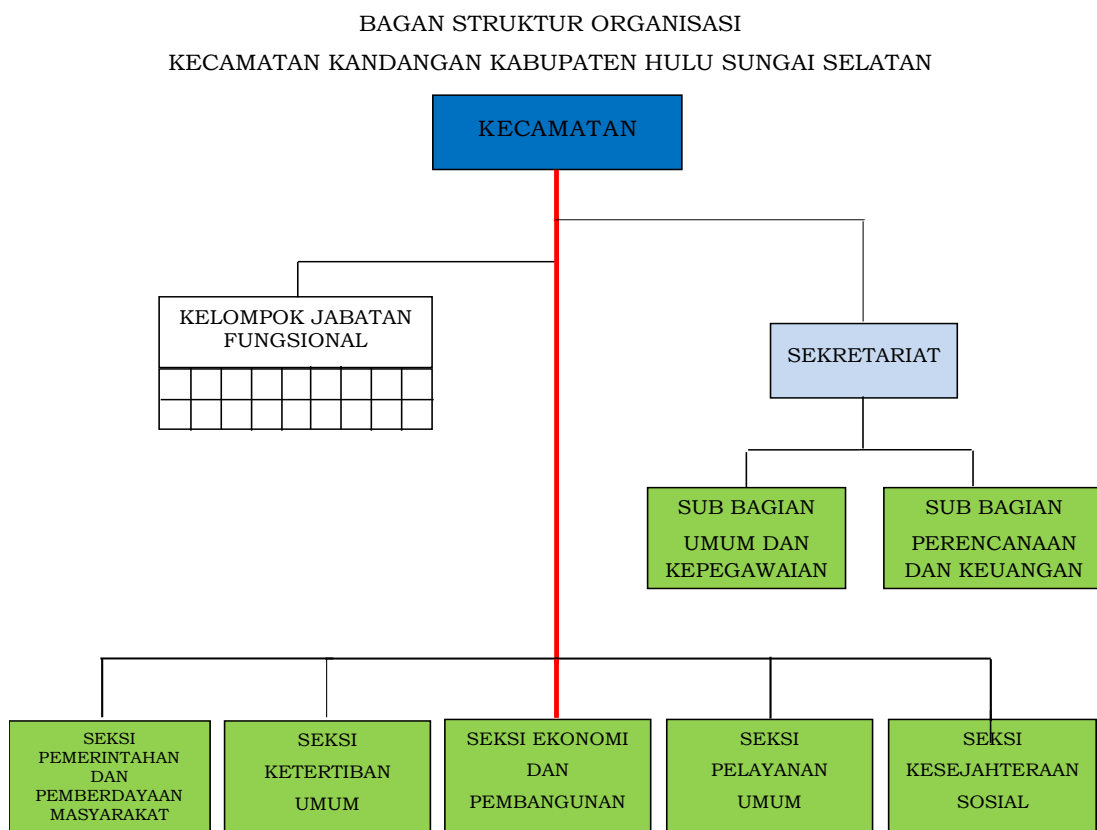 BAGAN STRUKTUR ORGANISASI
KECAMATAN KANDANGAN KABUPATEN HULU SUNGAI SELATAN
KECAMATAN
KELOMPOK JABATAN
FUNGSIONAL
SEKRETARIAT
SUB BAGIAN
UMUM DAN
KEPEGAWAIAN
SUB BAGIAN
PERENCANAAN
DAN KEUANGAN
SEKSI
PEMERINTAHAN
DAN
PEMBERDAYAAN
MASYARAKAT
SEKSI
KETERTIBAN
UMUM
SEKSI EKONOMI
DAN
PEMBANGUNAN
SEKSI
PELAYANAN
UMUM
SEKSI
KESEJAHTERAAN
SOSIAL